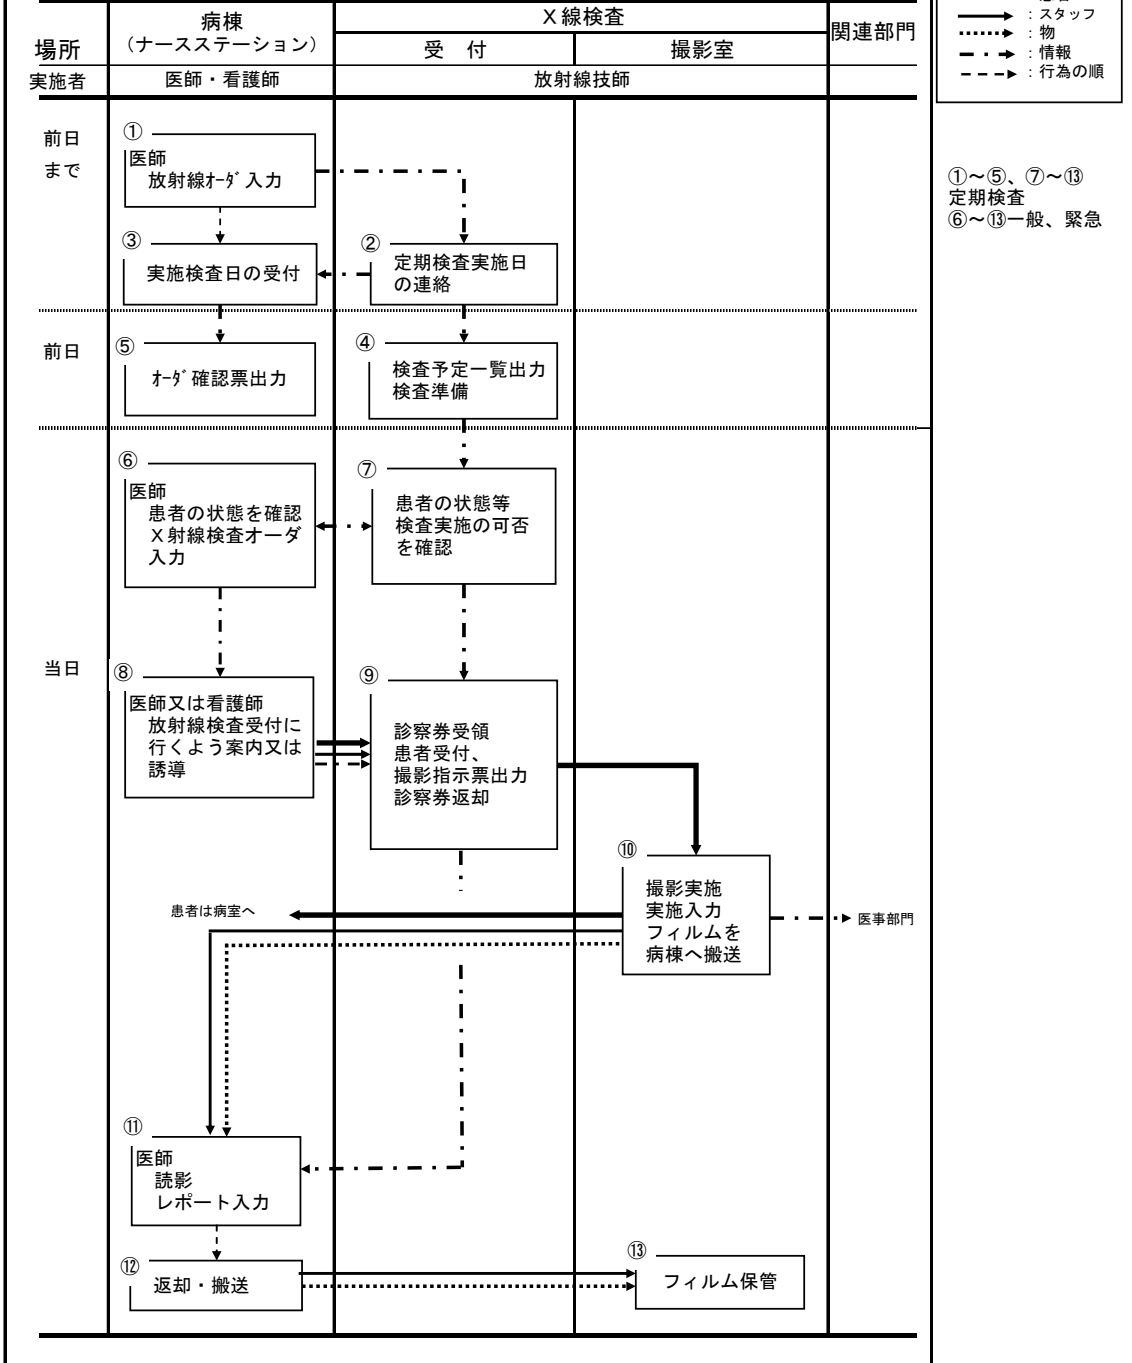 場所
病棟
（ナースステーション）
Ｘ線検査
受　付
撮影室
関連部門
実施者
医師・看護師
放射線技師
：スタッフ
：物
：情報
：行為の順
①～⑤、⑦～⑬
定期検査
⑥～⑬一般、緊急
前日
まで
①
医師
放射線ｵｰﾀﾞ入力
③
実施検査日の受付
②
定期検査実施日
の連絡
前日
⑤
ｵｰﾀﾞ確認票出力
④
検査予定一覧出力
検査準備
当日
⑥
医師
患者の状態を確認
Ｘ射線検査オーダ
入力
⑦
患者の状態等
検査実施の可否
を確認
⑧
医師又は看護師
放射線検査受付に
行くよう案内又は
誘導
⑨
診察券受領
患者受付、
撮影指示票出力
診察券返却
⑩
撮影実施
実施入力
フィルムを
病棟へ搬送
患者は病室へ
医事部門
⑪
医師
読影
レポート入力
⑫
返却・搬送
⑬
フィルム保管